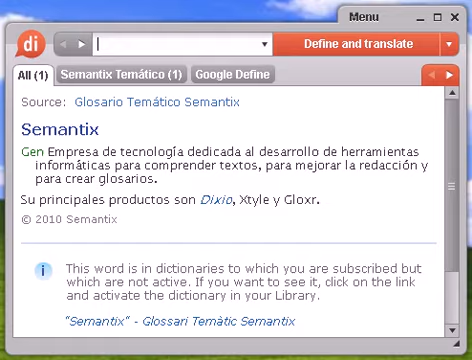 Menu
di
Define and translate
All (1)
Semantix Temático (1)
Google Define
Source: Glosario Temático Semantix
Semantix
Gen Empresa de tecnología dedicada al desarrollo de herramientas
informáticas para comprender textos, para mejorar la redacción y
para crear glosarios.
Su principales productos son Dixio, Xtyle y Gloxr.
© 2010 Semantix
i
This word is in dictionaries to which you are subscribed but
which are not active. If you want to see it, click on the link
and activate the dictionary in your Library.
"Semantix" - Glossari Temàtic Semantix